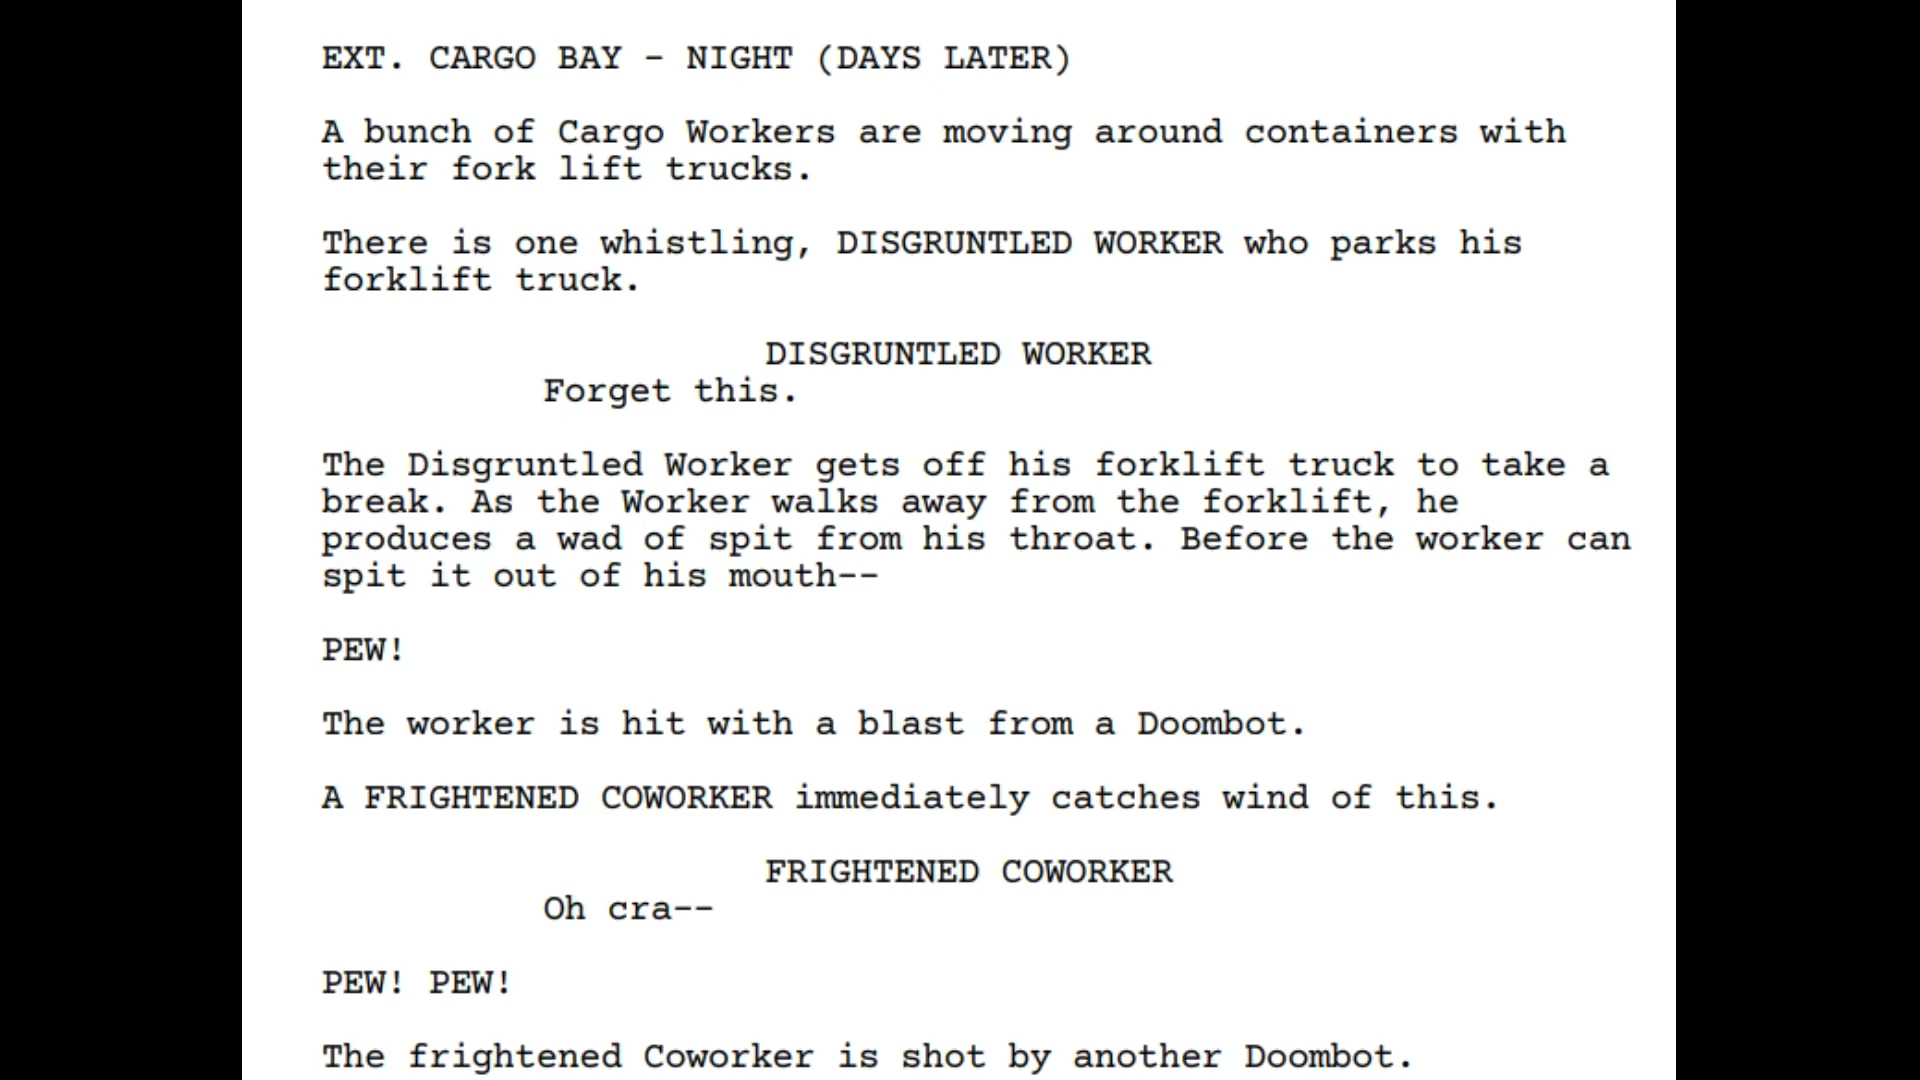 EXT. CARGO BAY - NIGHT (DAYS LATER)
A bunch of Cargo Workers are moving around containers with
their fork lift trucks.
There is one whistling, DISGRUNTLED WORKER who parks his
forklift truck.
DISGRUNTLED WORKER
Forget this.
The Disgruntled Worker gets off his forklift truck to take a
break. As the Worker walks away from the forklift, he
produces a wad of spit from his throat. Before the worker can
spit it out of his mouth--
PEW!
The worker is hit with a blast from a Doombot.
A FRIGHTENED COWORKER immediately catches wind of this.
FRIGHTENED COWORKER
Oh cra--
PEW! PEW!
The frightened Coworker is shot by another Doombot.